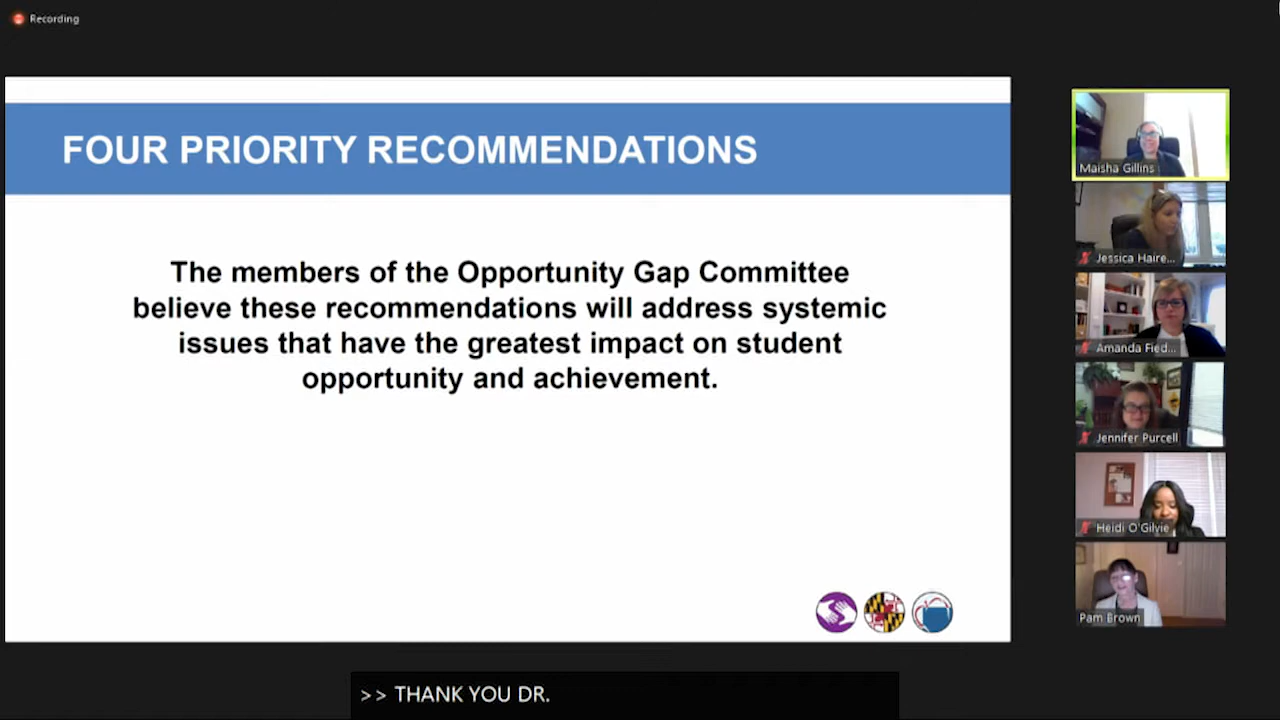 Recording
FOUR PRIORITY RECOMMENDATIONS
The members of the Opportunity Gap Committee
believe these recommendations will address systemic
issues that have the greatest impact on student
opportunity and achievement.
Maisha Gillins
Jessica Haire...
Amanda Fied...
Jennifer Purcell
Heidi O'Gilvie
Pam Brown
>> THANK YOU DR.